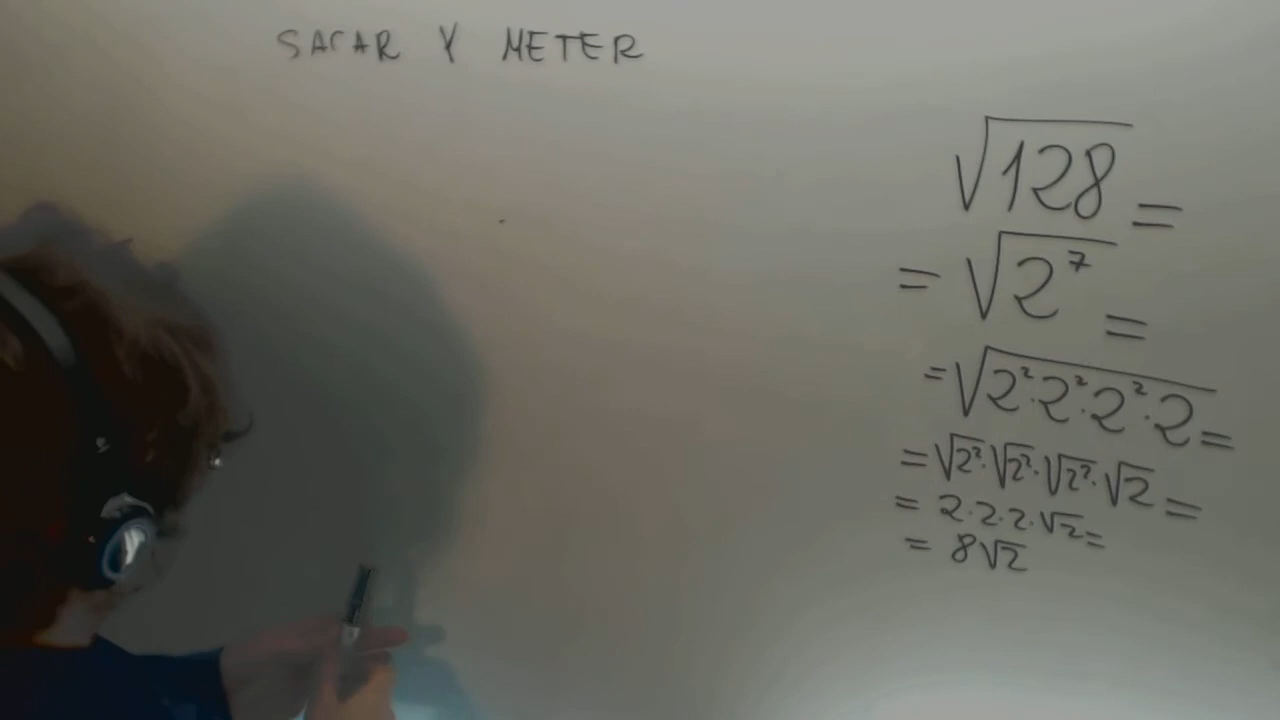 SACAR Y METER
√128 =
= √2⁷ =
= √2²·2²·2²·2 =
= √2²·√2²·√2²·√2 =
= 2·2·2·√2 =
= 8√2